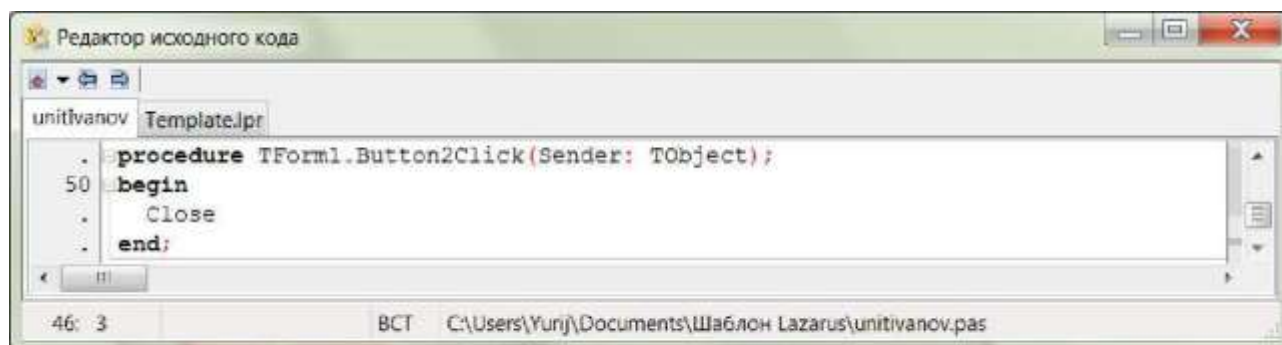 Редактор исходного кода
unitivanov Template.lpr
. procedure TForm1.Button2Click(Sender: TObject);
50 begin
. Close
. end;
46: 3 ВСТ C:\Users\Yurij\Documents\Шаблон Lazarus\unitivanov.pas